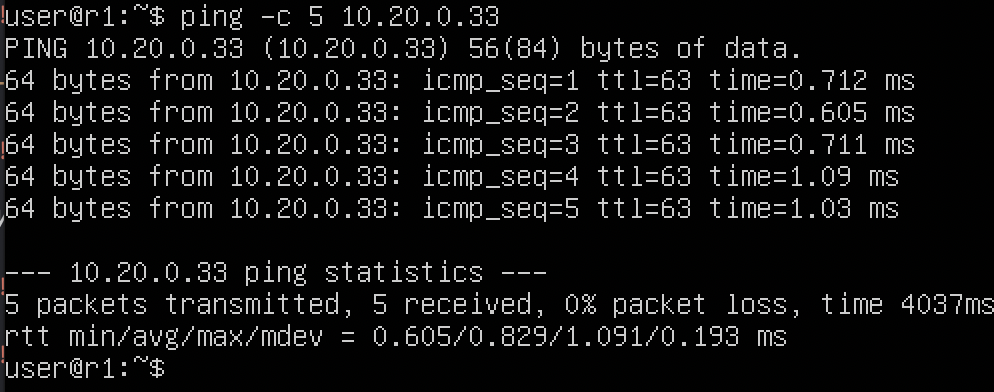 user@r1:~$ ping -c 5 10.20.0.33
PING 10.20.0.33 (10.20.0.33) 56(84) bytes of data.
64 bytes from 10.20.0.33: icmp_seq=1 ttl=63 time=0.712 ms
64 bytes from 10.20.0.33: icmp_seq=2 ttl=63 time=0.605 ms
64 bytes from 10.20.0.33: icmp_seq=3 ttl=63 time=0.711 ms
64 bytes from 10.20.0.33: icmp_seq=4 ttl=63 time=1.09 ms
64 bytes from 10.20.0.33: icmp_seq=5 ttl=63 time=1.03 ms

--- 10.20.0.33 ping statistics ---
5 packets transmitted, 5 received, 0% packet loss, time 4037ms
rtt min/avg/max/mdev = 0.605/0.829/1.091/0.193 ms
user@r1:~$